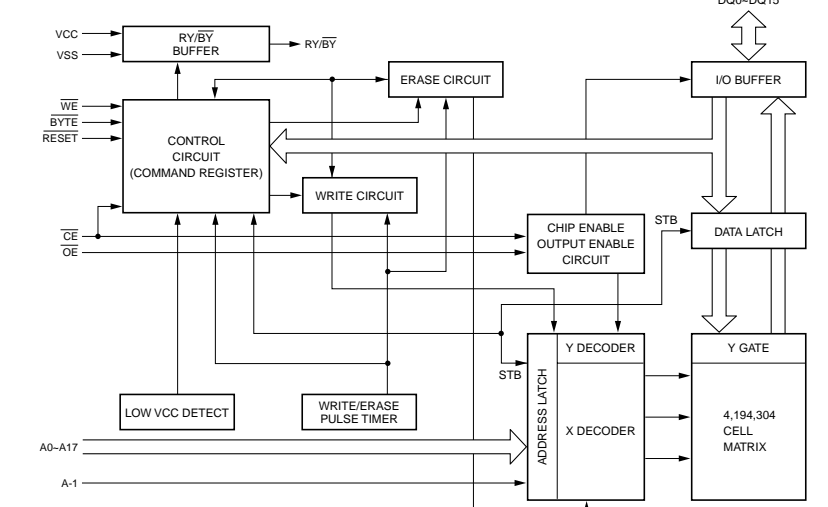 DQ0~DQ15
VCC
VSS
RY/BY
BUFFER
RY/BY
ERASE CIRCUIT
I/O BUFFER
WE
BYTE
RESET
CONTROL
CIRCUIT
(COMMAND REGISTER)
WRITE CIRCUIT
CE
OE
CHIP ENABLE
OUTPUT ENABLE
CIRCUIT
STB
DATA LATCH
Y DECODER
Y GATE
STB
ADDRESS LATCH
X DECODER
4,194,304
CELL
MATRIX
LOW VCC DETECT
WRITE/ERASE
PULSE TIMER
A0~A17
A-1